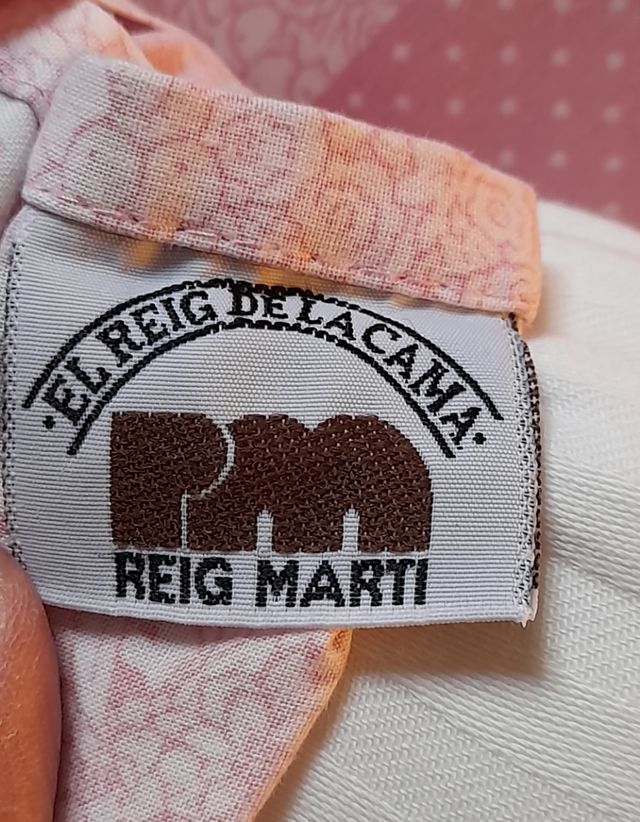 ·EL REIG DE LA CAMA·
rm
REIG MARTI